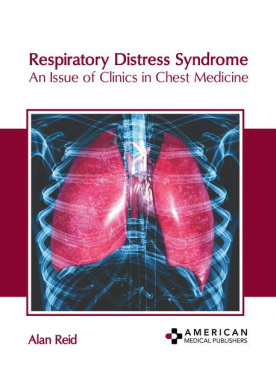 Respiratory Distress Syndrome
An Issue of Clinics in Chest Medicine
Alan Reid
AMERICAN
MEDICAL PUBLISHERS